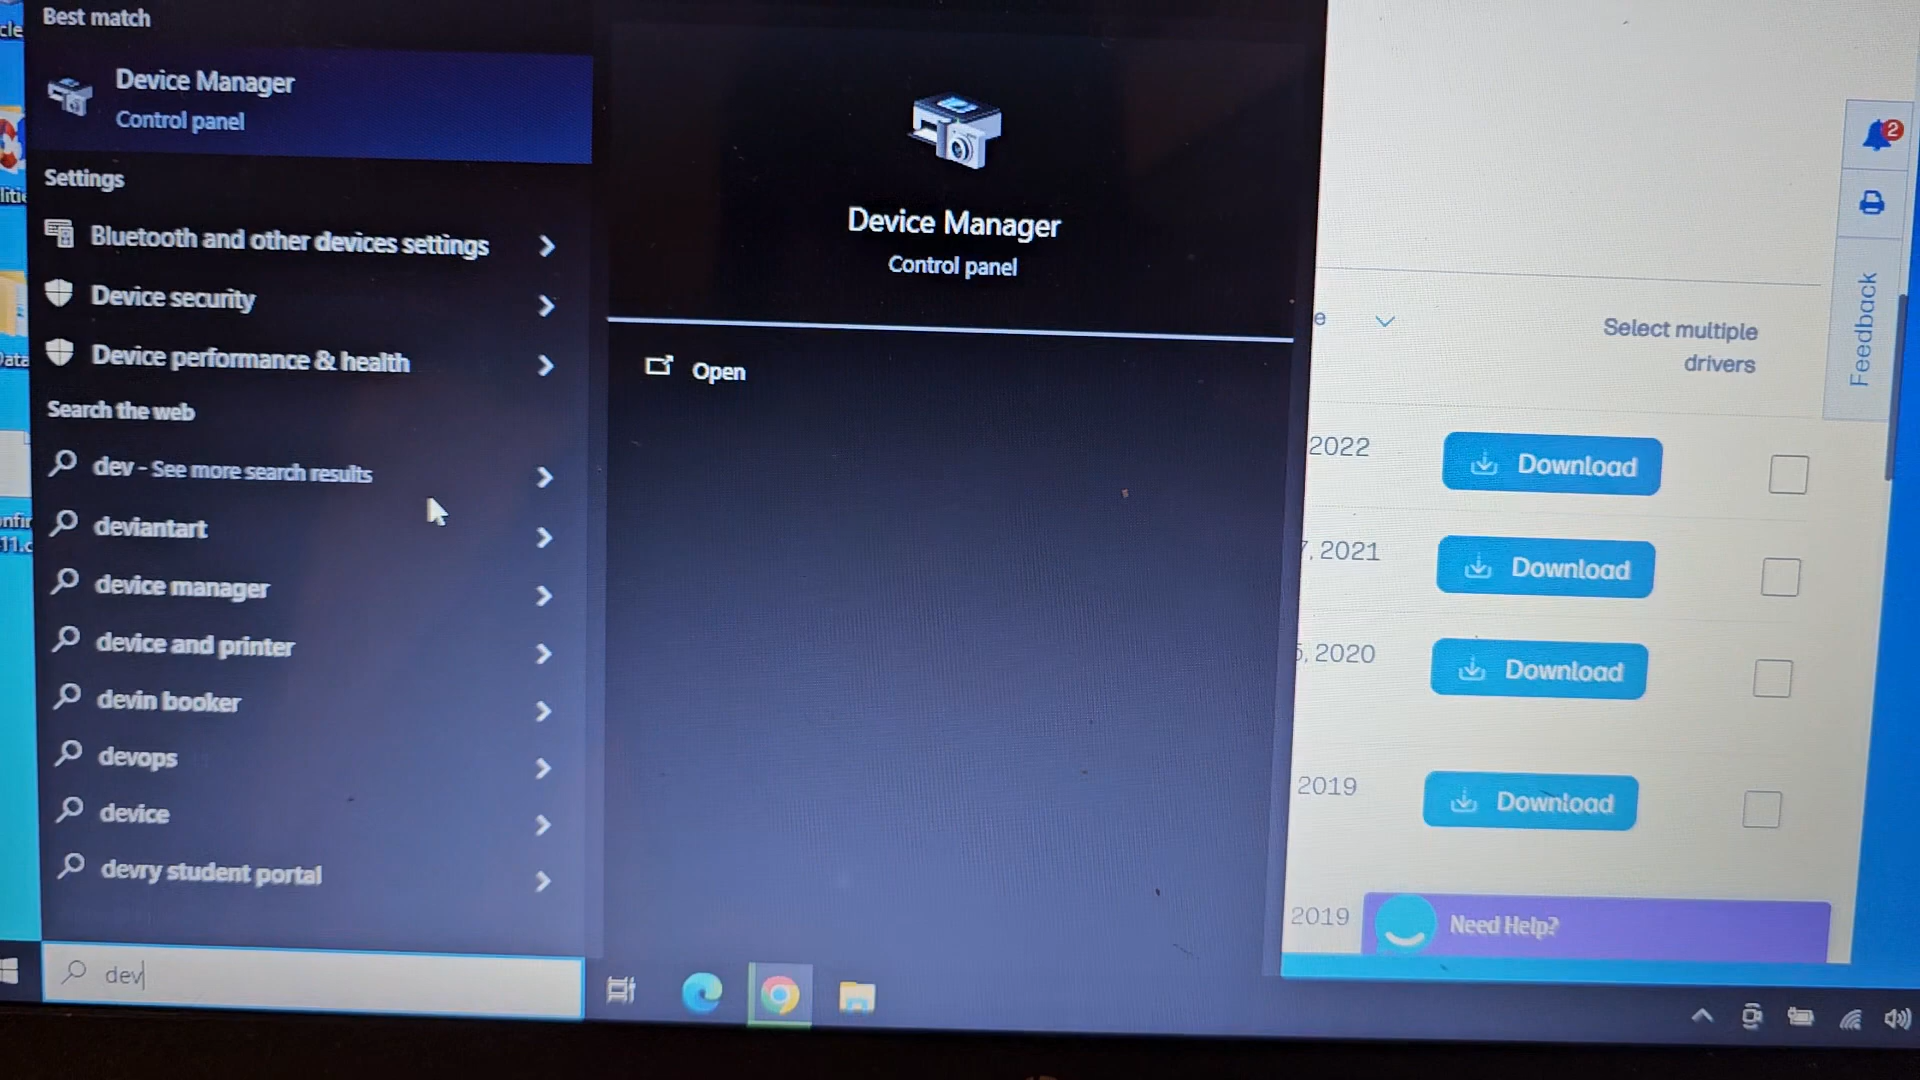 Best match
Device Manager
Control panel
Settings
Bluetooth and other devices settings
Device security
Device performance & health
Search the web
dev - See more search results
deviantart
device manager
device and printer
devin booker
devops
device
devry student portal
dev
Device Manager
Control panel
Open
2
Feedback
e
Select multiple
drivers
2022
Download
7, 2021
Download
, 2020
Download
2019
Download
2019
Need Help?